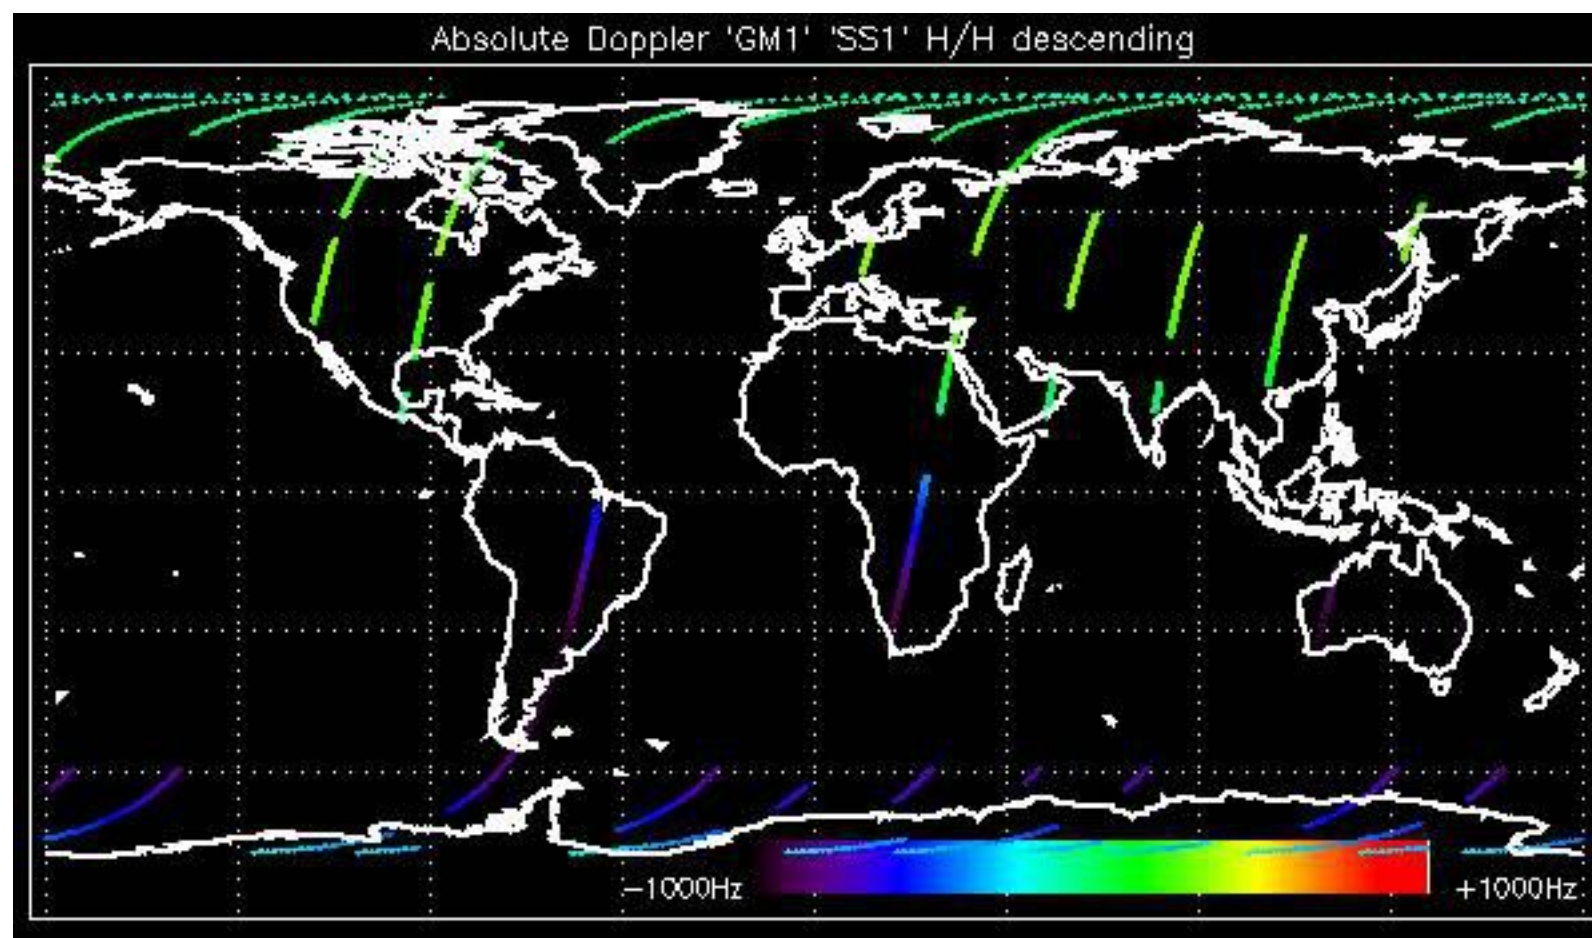 Absolute Doppler 'GM1' 'SS1' H/H descending
−1000Hz
+1000Hz